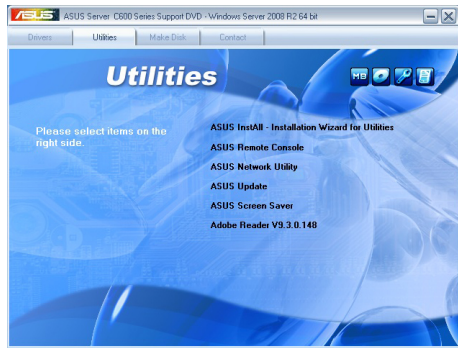 ASUS ASUS Server C600 Series Support DVD - Windows Server 2008 R2 64 bit
Drivers Utilities Make Disk Contact
Utilities
MB
Please select items on the
right side.
ASUS InstAll - Installation Wizard for Utilities
ASUS Remote Console
ASUS Network Utility
ASUS Update
ASUS Screen Saver
Adobe Reader V9.3.0.148